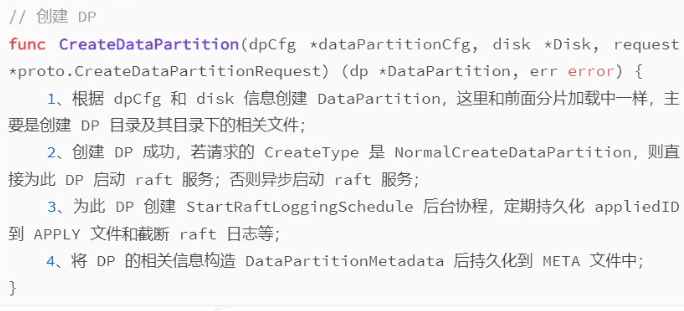 // 创建 DP
func CreateDataPartition(dpCfg *dataPartitionCfg, disk *Disk, request
*proto.CreateDataPartitionRequest) (dp *DataPartition, err error) {
1、根据 dpCfg 和 disk 信息创建 DataPartition，这里和前面分片加载中一样，主
要是创建 DP 目录及其目录下的相关文件；
2、创建 DP 成功，若请求的 CreateType 是 NormalCreateDataPartition，则直
接为此 DP 启动 raft 服务；否则异步启动 raft 服务；
3、为此 DP 创建 StartRaftLoggingSchedule 后台协程，定期持久化 appliedID
到 APPLY 文件和截断 raft 日志等；
4、将 DP 的相关信息构造 DataPartitionMetadata 后持久化到 META 文件中；
}